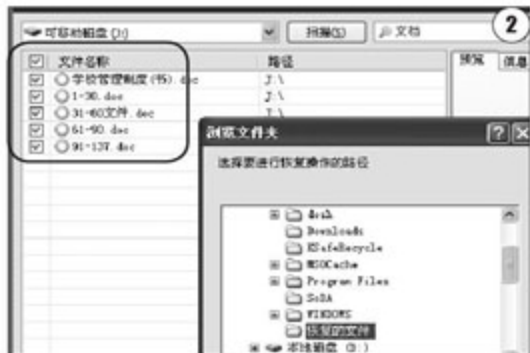 可移动磁盘 (J:)
扫描(S)
文档
2
文件名称
路径
预览
信息
学校管理制度(书).doc
J:\
1-30.doc
J:\
31-60文件.doc
J:\
61-90.doc
91-137.doc
浏览文件夹
选择要进行恢复操作的路径
Downloads
KSafeRecycle
MSOCache
Program Files
WINDOWS
恢复的文件
本地磁盘 (D:)